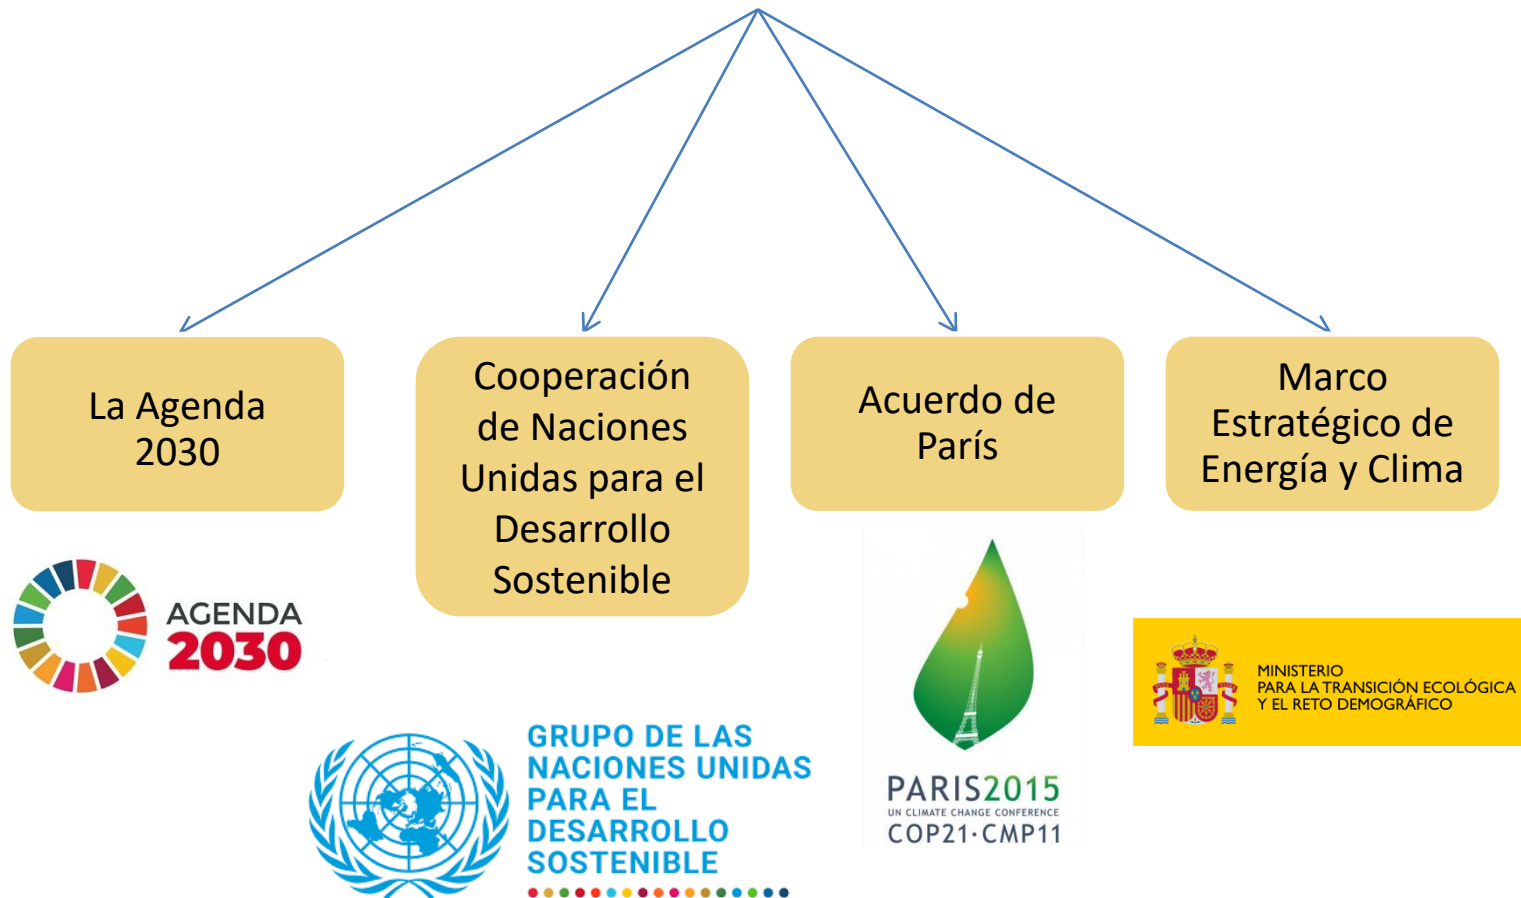 La Agenda
2030
Cooperación
de Naciones
Unidas para el
Desarrollo
Sostenible
Acuerdo de
París
Marco
Estratégico de
Energía y Clima
AGENDA
2030
GRUPO DE LAS
NACIONES UNIDAS
PARA EL
DESARROLLO
SOSTENIBLE
PARIS2015
UN CLIMATE CHANGE CONFERENCE
COP21·CMP11
MINISTERIO
PARA LA TRANSICIÓN ECOLÓGICA
Y EL RETO DEMOGRÁFICO